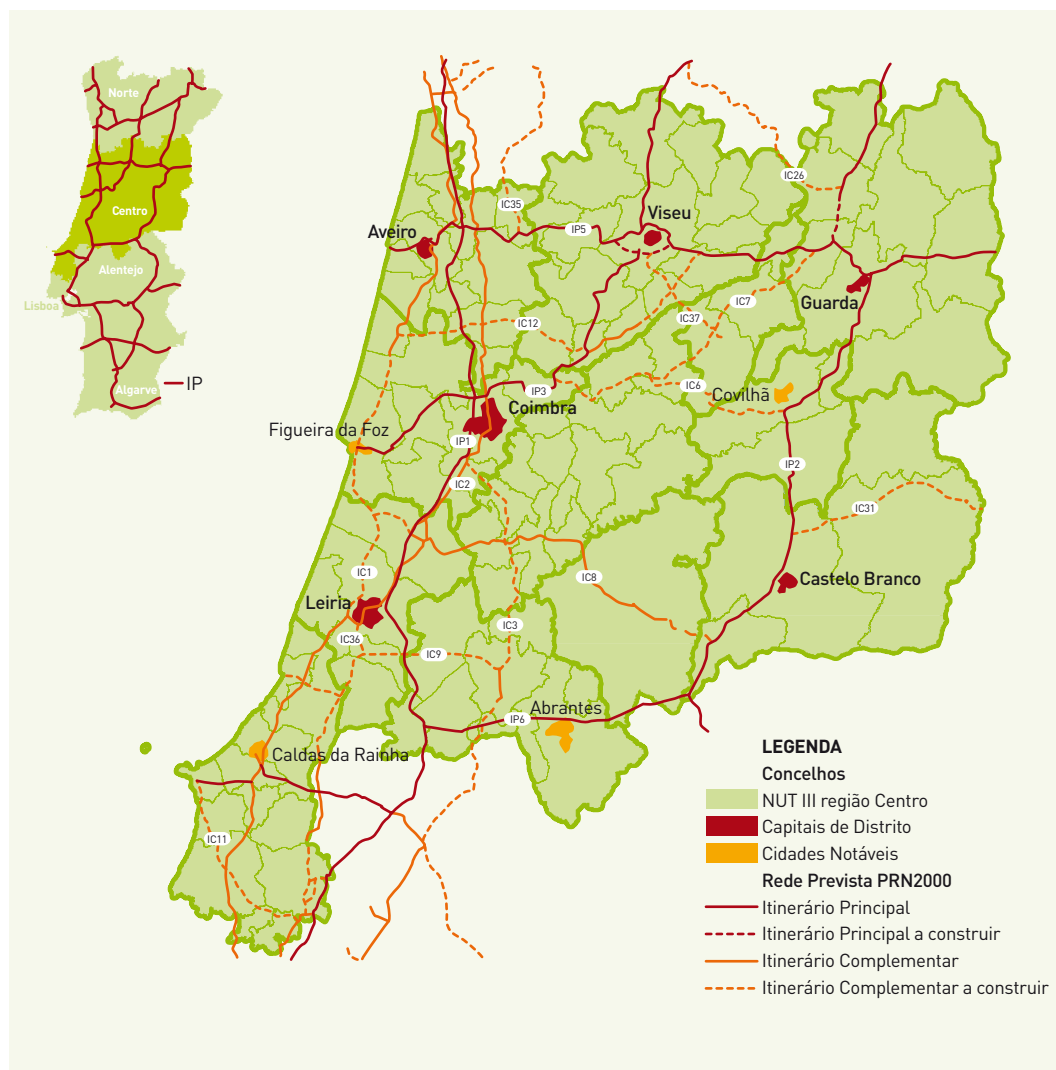 Norte
Centro
Alentejo
Lisboa
Algarve
IP
IC26
IC35
Viseu
Aveiro
IP5
Guarda
IC7
IC37
IC12
IC6
Covilhã
IP3
Coimbra
Figueira da Foz
IP1
IP2
IC2
IC31
IC1
IC8
Castelo Branco
Leiria
IC3
IC36
IC9
Abrantes
IP6
Caldas da Rainha
IC11
LEGENDA
Concelhos
NUT III região Centro
Capitais de Distrito
Cidades Notáveis
Rede Prevista PRN2000
Itinerário Principal
Itinerário Principal a construir
Itinerário Complementar
Itinerário Complementar a construir